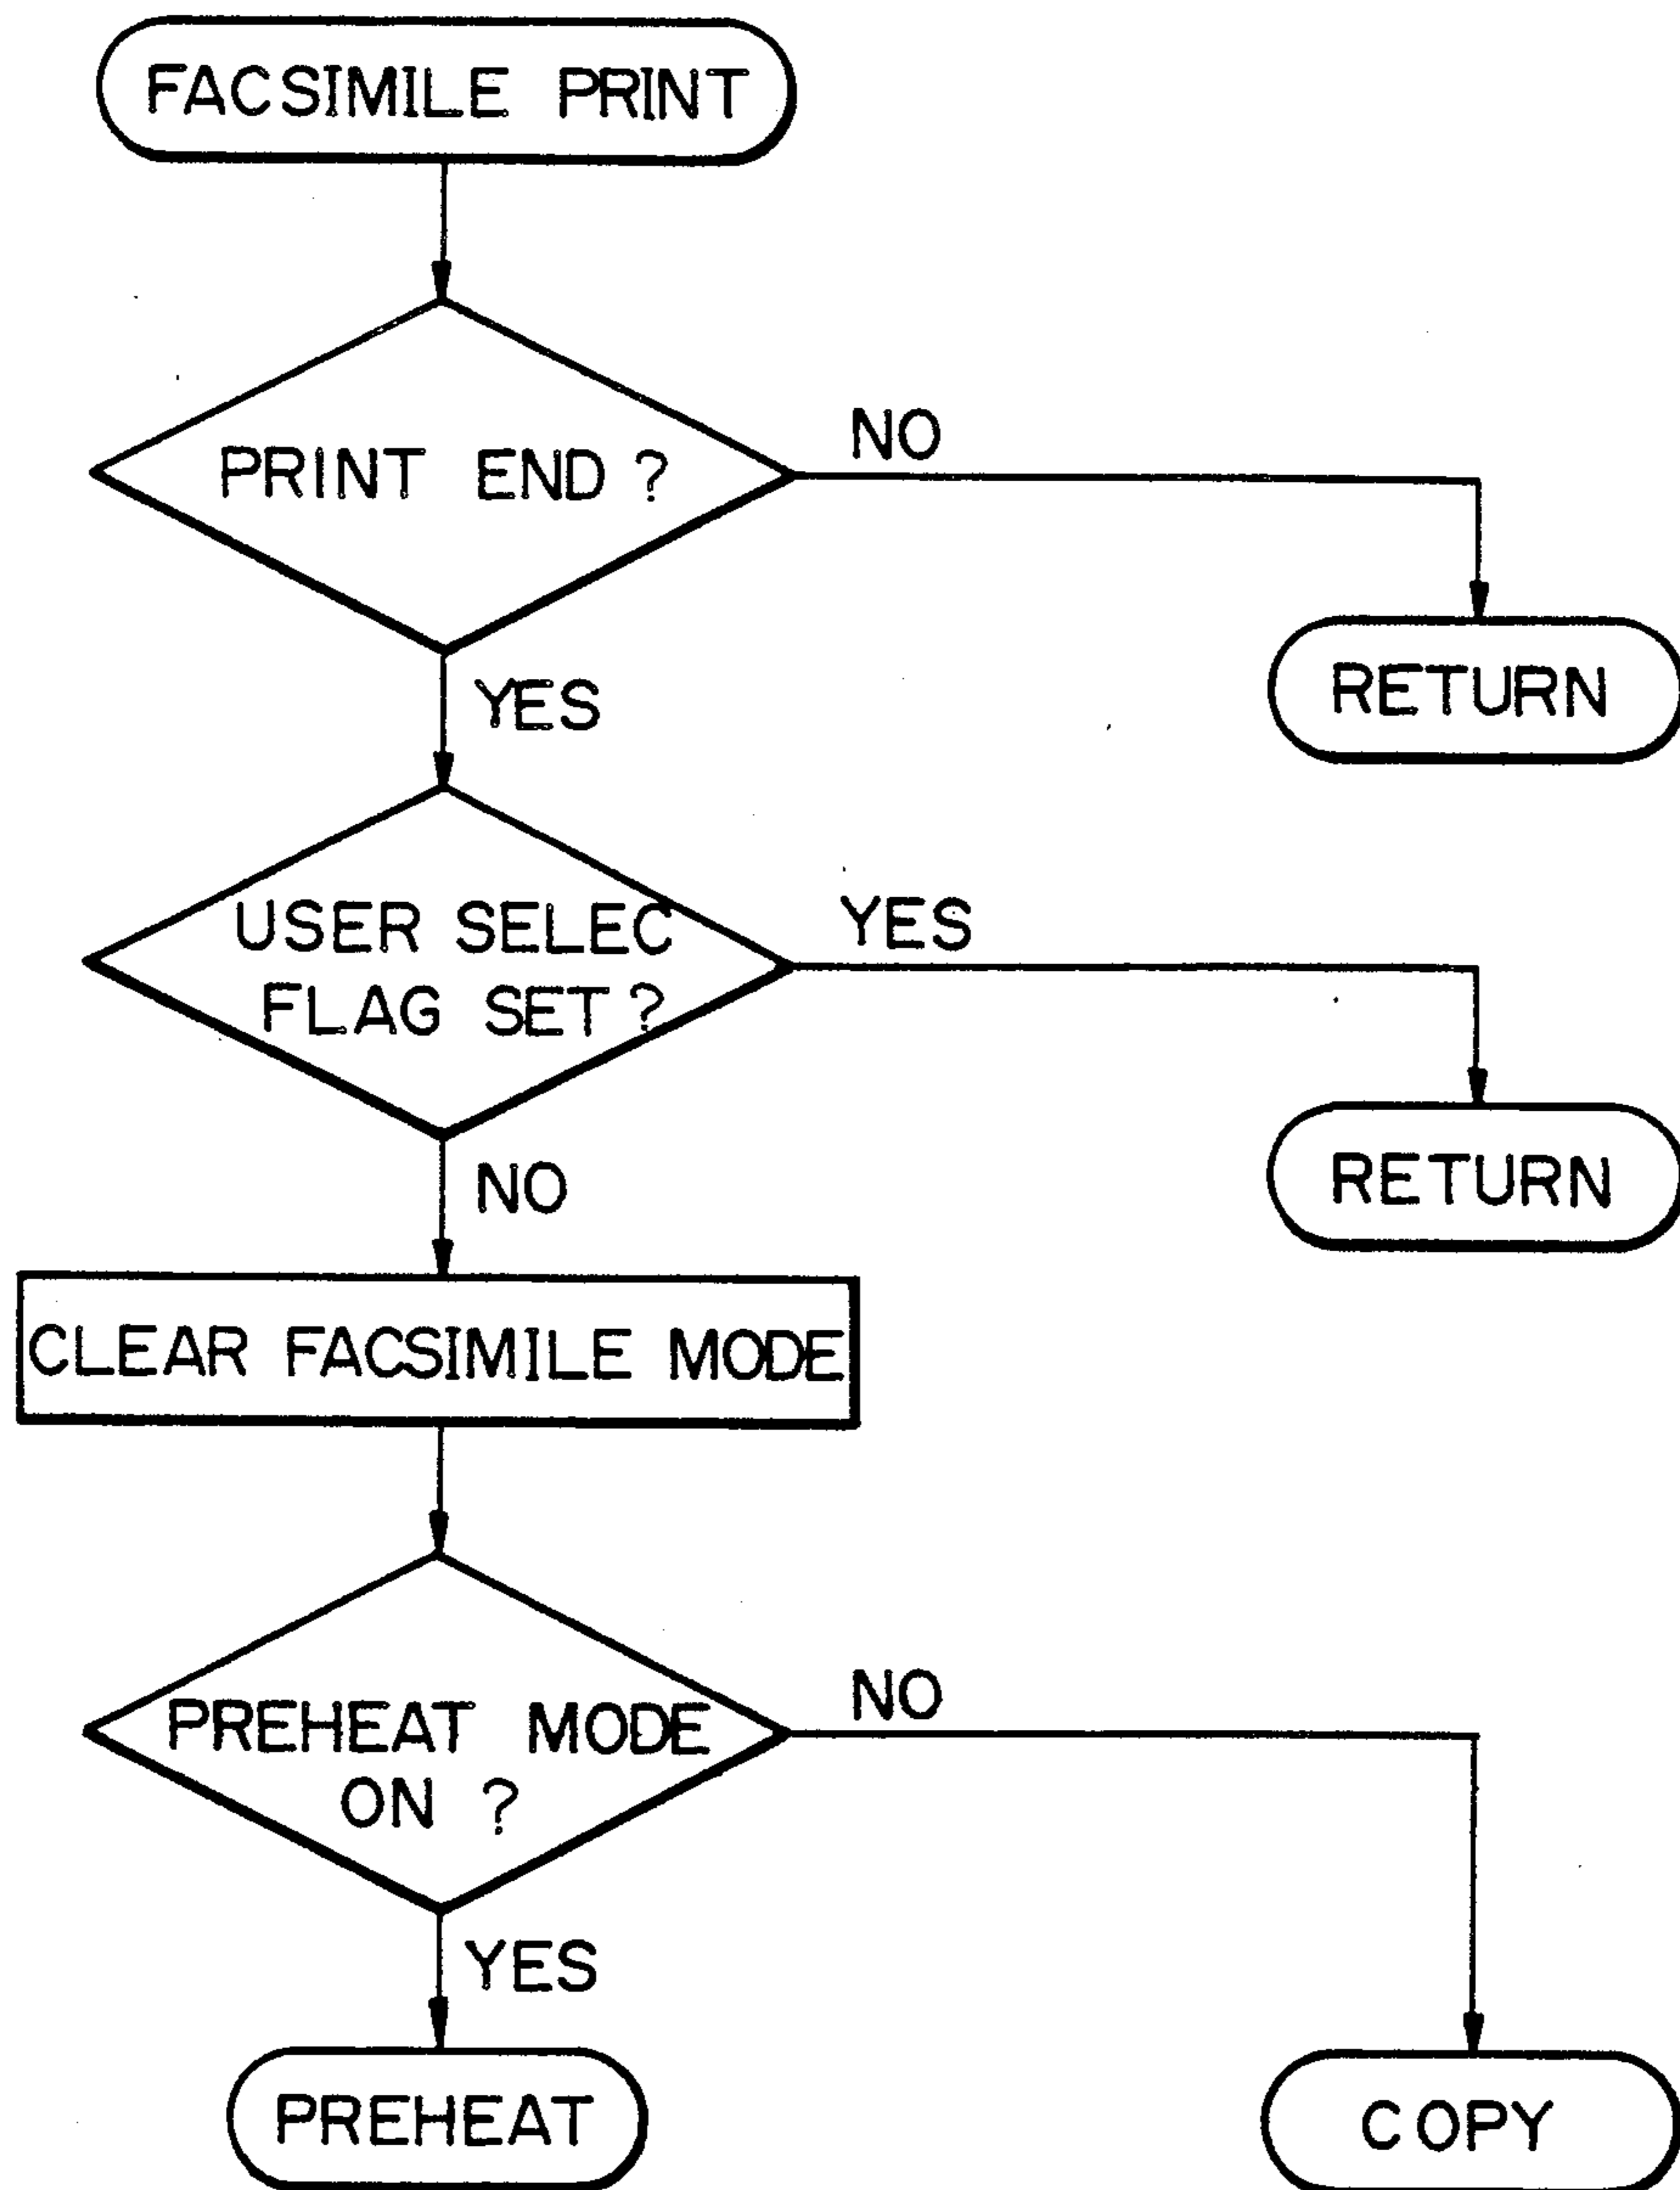 FACSIMILE PRINT
PRINT END ?
NO
RETURN
YES
USER SELEC
FLAG SET ?
YES
RETURN
NO
CLEAR FACSIMILE MODE
PREHEAT MODE
ON ?
NO
YES
PREHEAT
COPY